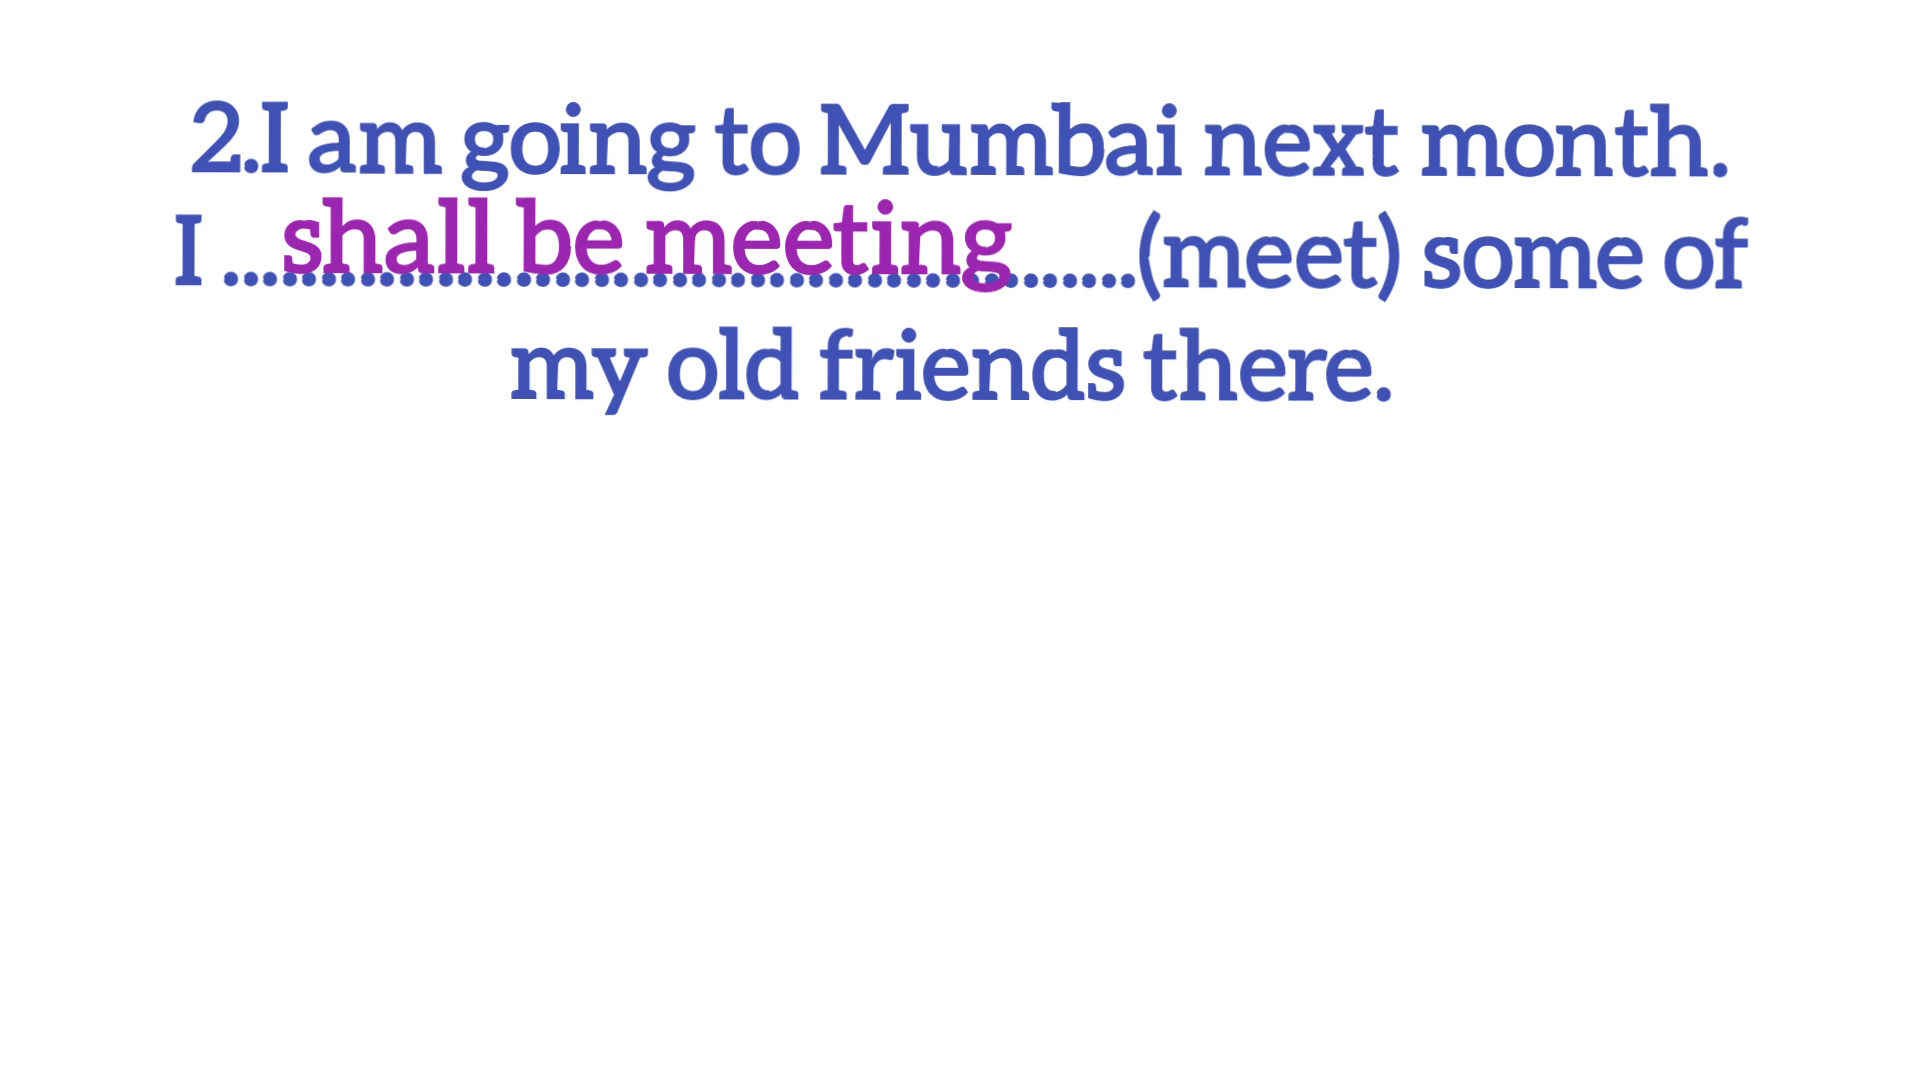 2.I am going to Mumbai next month.
I ...shall be meeting.......(meet) some of
my old friends there.